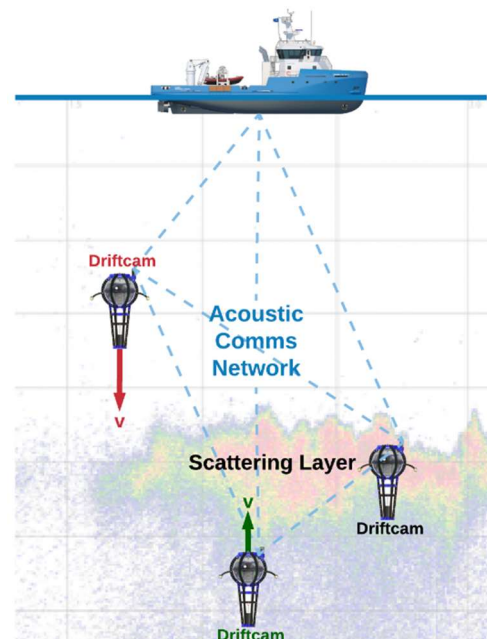 Driftcam
Acoustic
Comms
Network
v
Scattering Layer
v
Driftcam
Driftcam